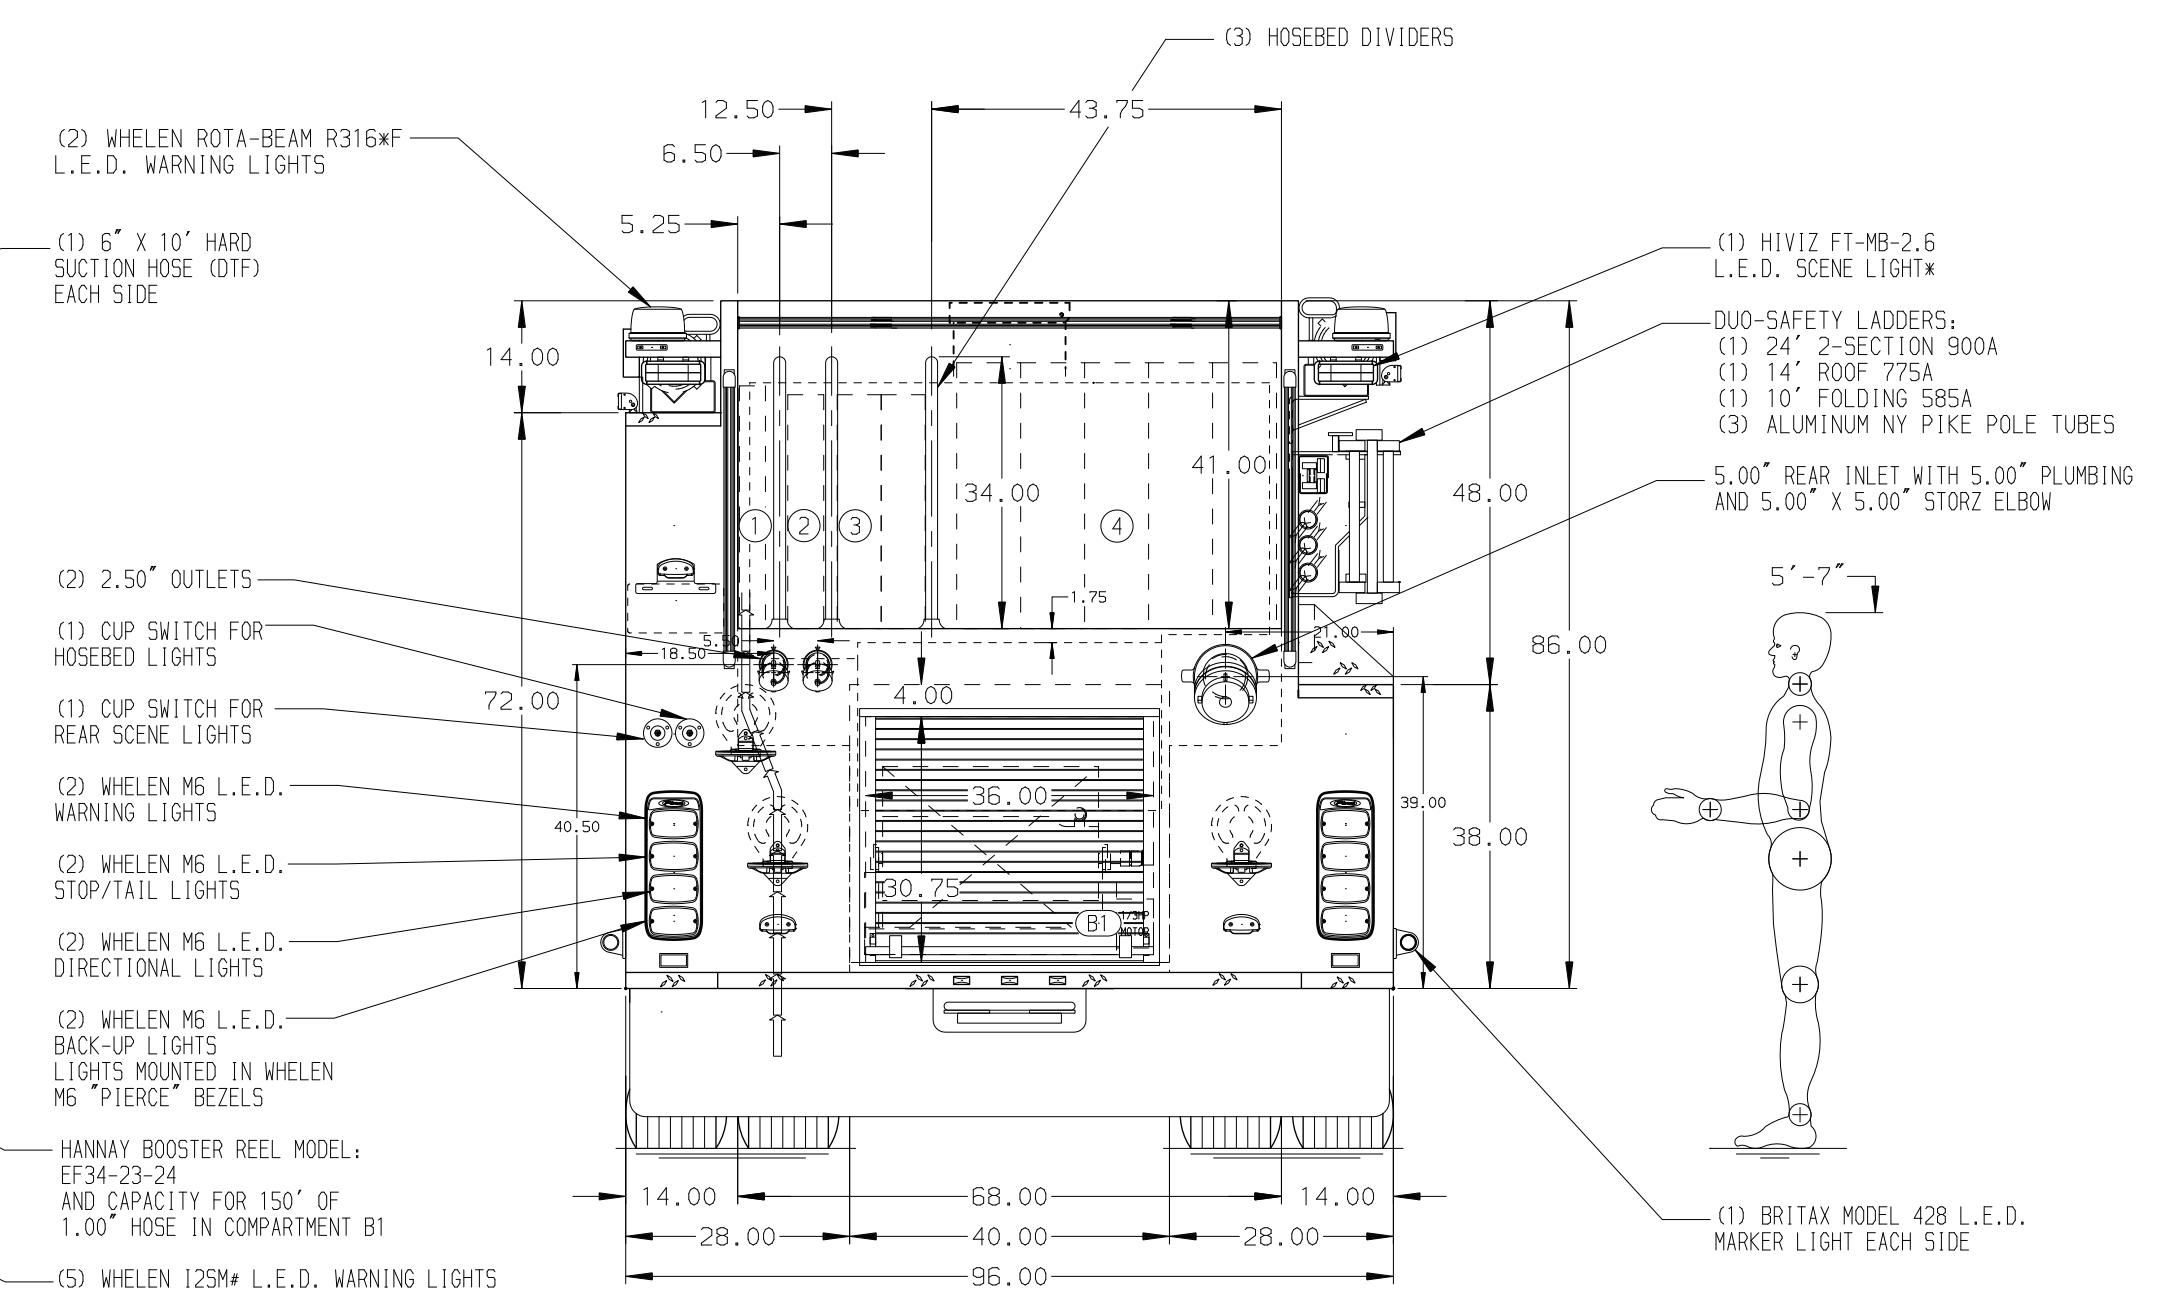 (3) HOSEBED DIVIDERS
12.50
43.75
6.50
5.25
(2) WHELEN ROTA-BEAM R316*F
L.E.D. WARNING LIGHTS
(1) 6" X 10' HARD
SUCTION HOSE (DTF)
EACH SIDE
(2) 2.50" OUTLETS
(1) CUP SWITCH FOR
HOSEBED LIGHTS
(1) CUP SWITCH FOR
REAR SCENE LIGHTS
(2) WHELEN M6 L.E.D.
WARNING LIGHTS
(2) WHELEN M6 L.E.D.
STOP/TAIL LIGHTS
(2) WHELEN M6 L.E.D.
DIRECTIONAL LIGHTS
(2) WHELEN M6 L.E.D.
BACK-UP LIGHTS
LIGHTS MOUNTED IN WHELEN
M6 "PIERCE" BEZELS
HANNAY BOOSTER REEL MODEL:
EF34-23-24
AND CAPACITY FOR 150' OF
1.00" HOSE IN COMPARTMENT B1
(5) WHELEN I2SM# L.E.D. WARNING LIGHTS
14.00
72.00
40.50
18.50
5.50
1
2
3
4
34.00
41.00
1.75
21.00
4.00
36.00
30.75
B1
1/3HP
MOTOR
39.00
48.00
38.00
86.00
14.00
68.00
14.00
28.00
40.00
28.00
96.00
(1) HIVIZ FT-MB-2.6
L.E.D. SCENE LIGHT*
DUO-SAFETY LADDERS:
(1) 24' 2-SECTION 900A
(1) 14' ROOF 775A
(1) 10' FOLDING 585A
(3) ALUMINUM NY PIKE POLE TUBES
5.00" REAR INLET WITH 5.00" PLUMBING
AND 5.00" X 5.00" STORZ ELBOW
5'-7"
(1) BRITAX MODEL 428 L.E.D.
MARKER LIGHT EACH SIDE